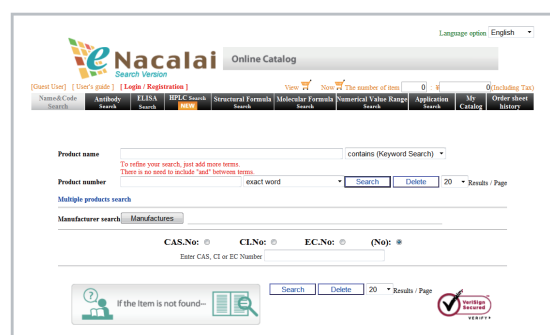 Language option English
e-Nacalai Online Catalog
Search Version
[Guest User] [User's guide] [Login / Registration] View Now The number of item 0 ¥ 0 (Including Tax)
Name&Code Search Antibody Search ELISA Search HPLC Search NEW Structural Formula Search Molecular Formula Search Numerical Value Range Search Application Search My Catalog Order sheet history
Product name contains (Keyword Search)
To refine your search, just add more terms.
There is no need to include "and" between terms.
Product number exact word Search Delete 20 Results / Page
Multiple products search
Manufacturer search Manufactures
CAS.No: CI.No: EC.No: (No):
Enter CAS, CI or EC Number
If the Item is not found— Search Delete 20 Results / Page
VeriSign
Secured
VERIFY